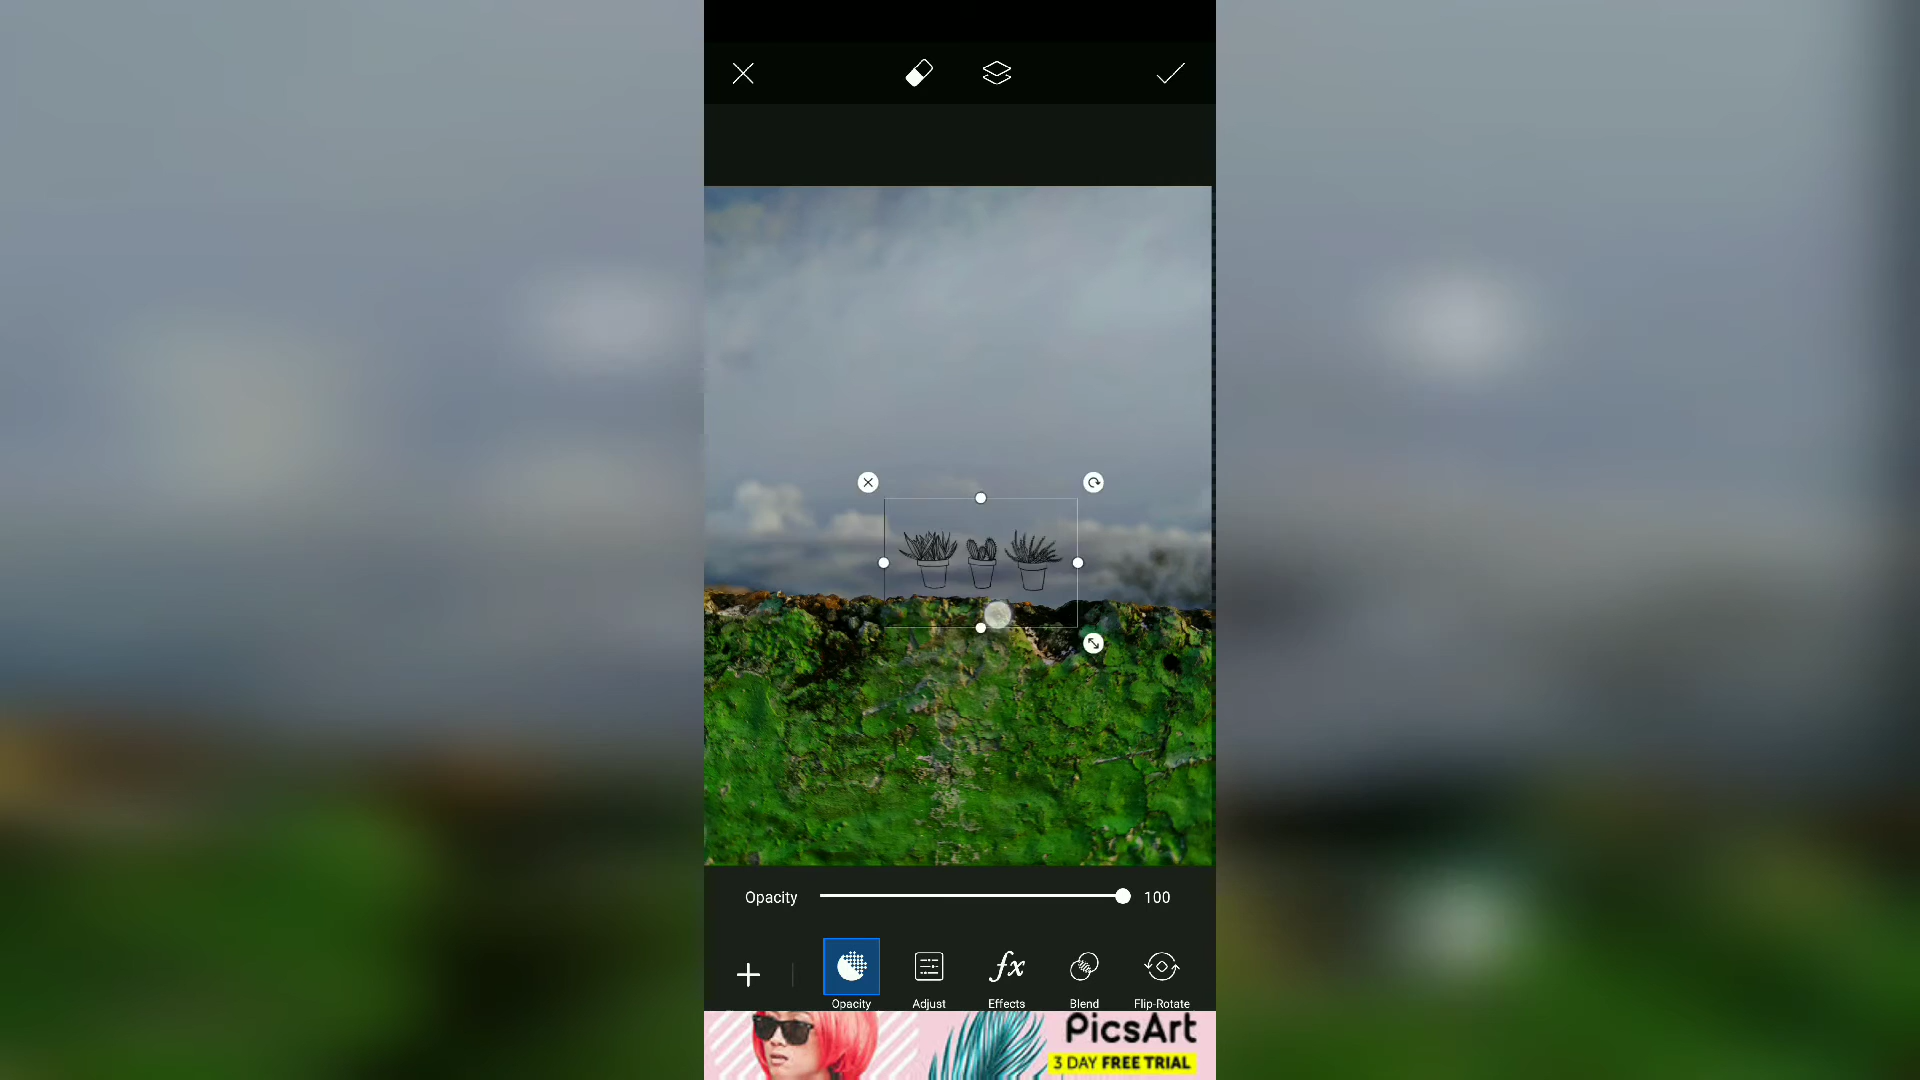 Opacity 100
Opacity Adjust Effects Blend Flip-Rotate
PicsArt
3 DAY FREE TRIAL